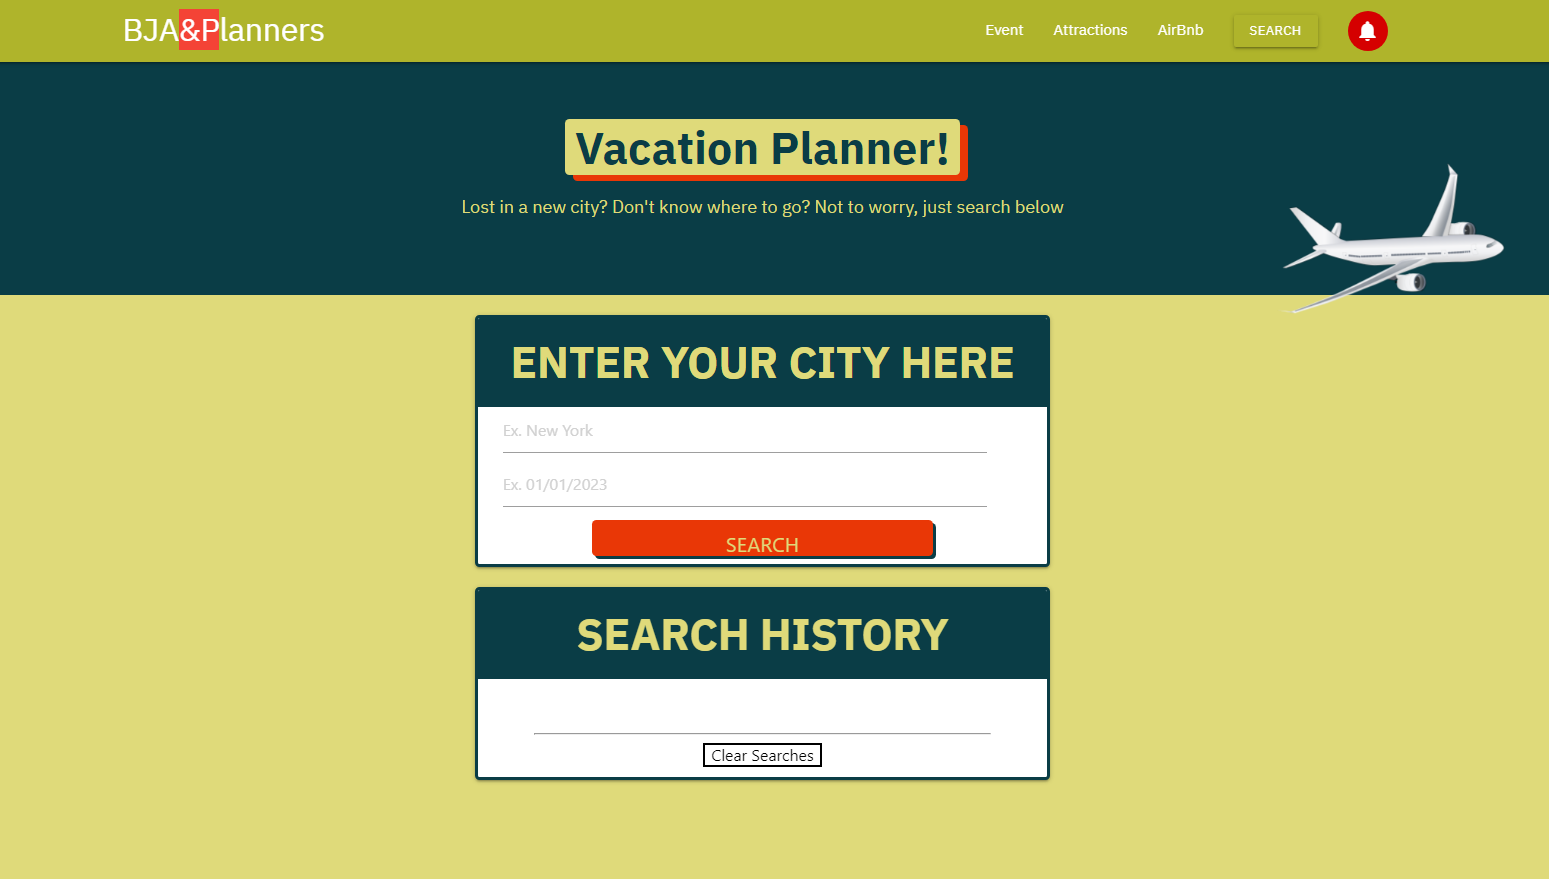 BJA&Planners
Event Attractions AirBnb SEARCH
Vacation Planner!
Lost in a new city? Don't know where to go? Not to worry, just search below
ENTER YOUR CITY HERE
Ex. New York
Ex. 01/01/2023
SEARCH
SEARCH HISTORY
Clear Searches